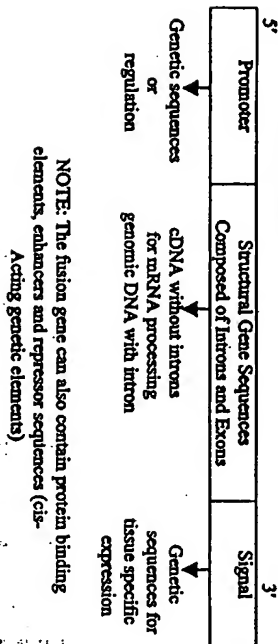 5'
3'
Promoter
Structural Gene Sequences
Composed of Introns and Exons
Signal
Genetic sequences
or
regulation
cDNA without introns
for mRNA processing
genomic DNA with intron
Genetic
sequences for
tissue specific
expression
NOTE: The fusion gene can also contain protein binding
elements, enhancers and repressor sequences (cis-
Acting genetic elements)